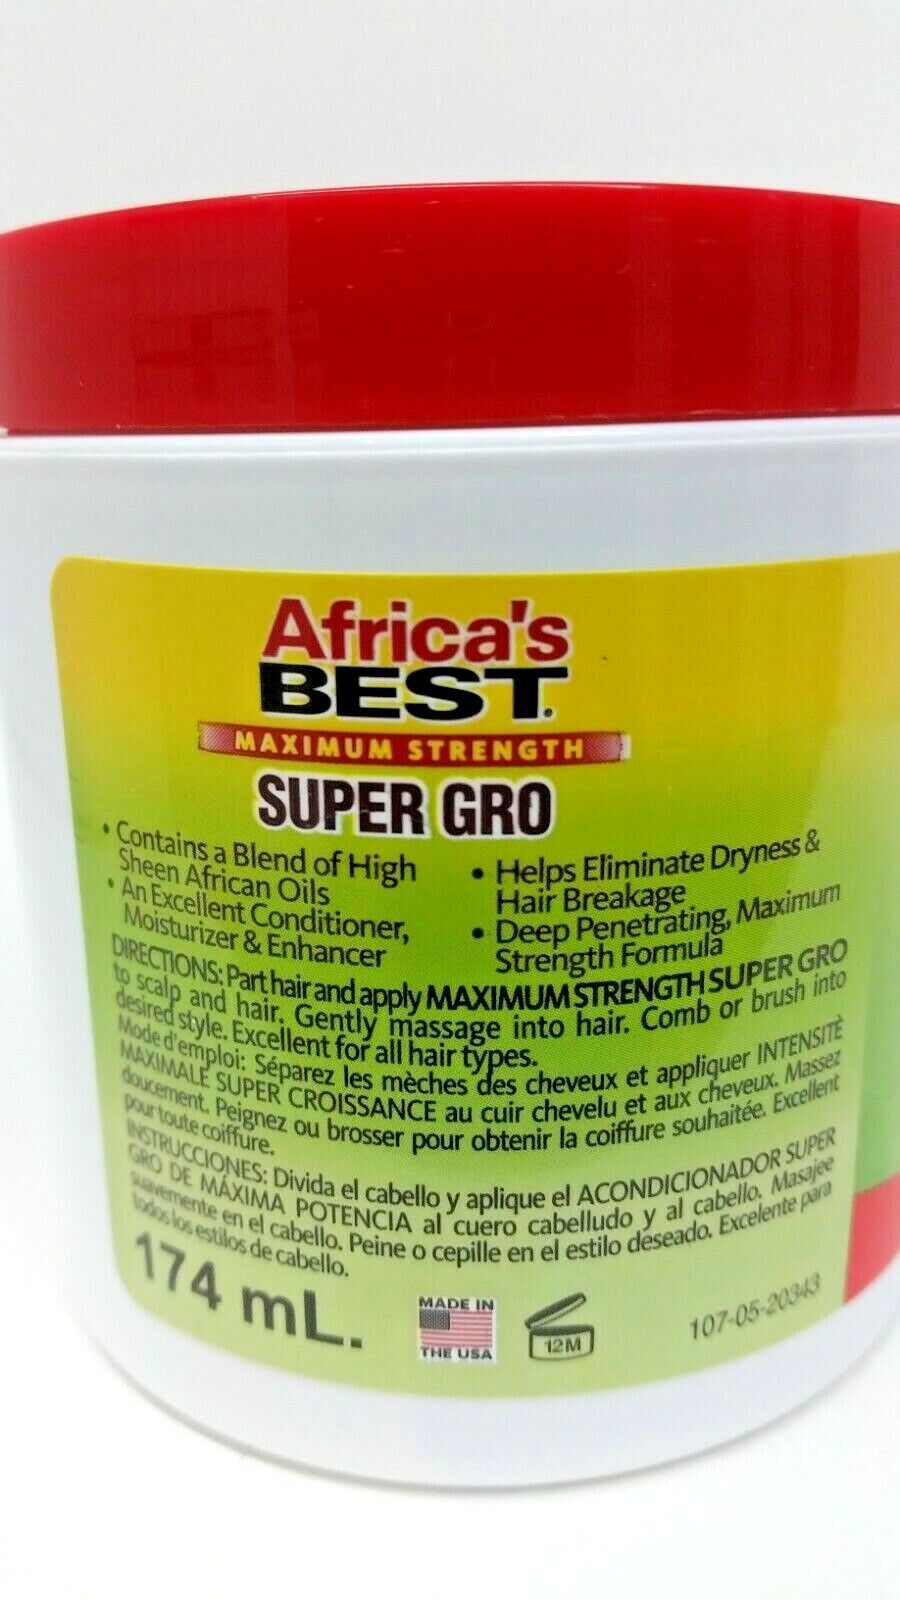 Africa's
BEST.
MAXIMUM STRENGTH
SUPER GRO
• Contains a Blend of High
Sheen African Oils
• An Excellent Conditioner,
Moisturizer & Enhancer
• Helps Eliminate Dryness &
Hair Breakage
• Deep Penetrating, Maximum
Strength Formula
DIRECTIONS: Part hair and apply MAXIMUM STRENGTH SUPER GRO
to scalp and hair. Gently massage into hair. Comb or brush into
desired style. Excellent for all hair types.
Mode d'emploi: Séparez les mèches des cheveux et appliquer INTENSITÈ
MAXIMALE SUPER CROISSANCE au cuir chevelu et aux cheveux. Massez
doucement. Peignez ou brosser pour obtenir la coiffure souhaitée. Excellent
pour toute coiffure.
INSTRUCCIONES: Divida el cabello y aplique el ACONDICIONADOR SUPER
GRO DE MÁXIMA POTENCIA al cuero cabelludo y al cabello. Masajee
suavemente en el cabello. Peine o cepille en el estilo deseado. Excelente para
todos los estilos de cabello.
174 mL.
MADE IN
THE USA
12M
107-05-20343